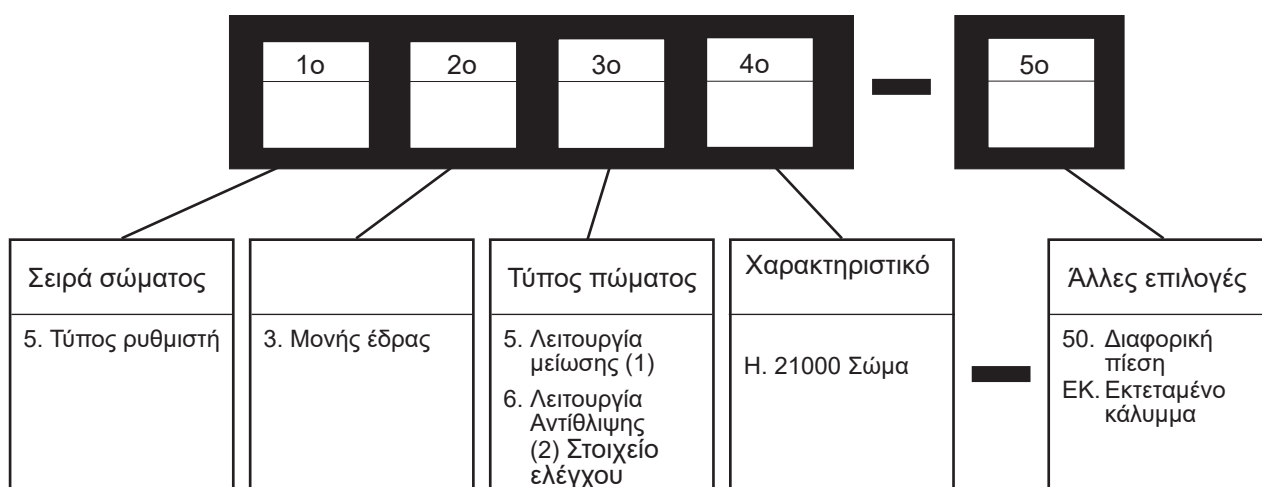 1ο
2ο
3ο
4ο
5ο
Σειρά σώματος
5. Τύπος ρυθμιστή
3. Μονής έδρας
Τύπος πώματος
5. Λειτουργία
μείωσης (1)
6. Λειτουργία
Αντίθλιψης
(2) Στοιχείο
ελέγχου
Χαρακτηριστικό
Η. 21000 Σώμα
Άλλες επιλογές
50. Διαφορική
πίεση
ΕΚ. Εκτεταμένο
κάλυμμα